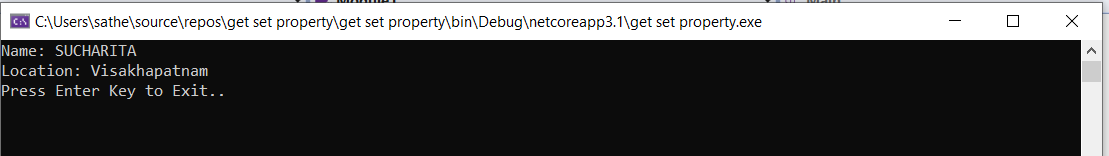 C:\Users\sathe\source\repos\get set property\get set property\bin\Debug\netcoreapp3.1\get set property.exe
Name: SUCHARITA
Location: Visakhapatnam
Press Enter Key to Exit..